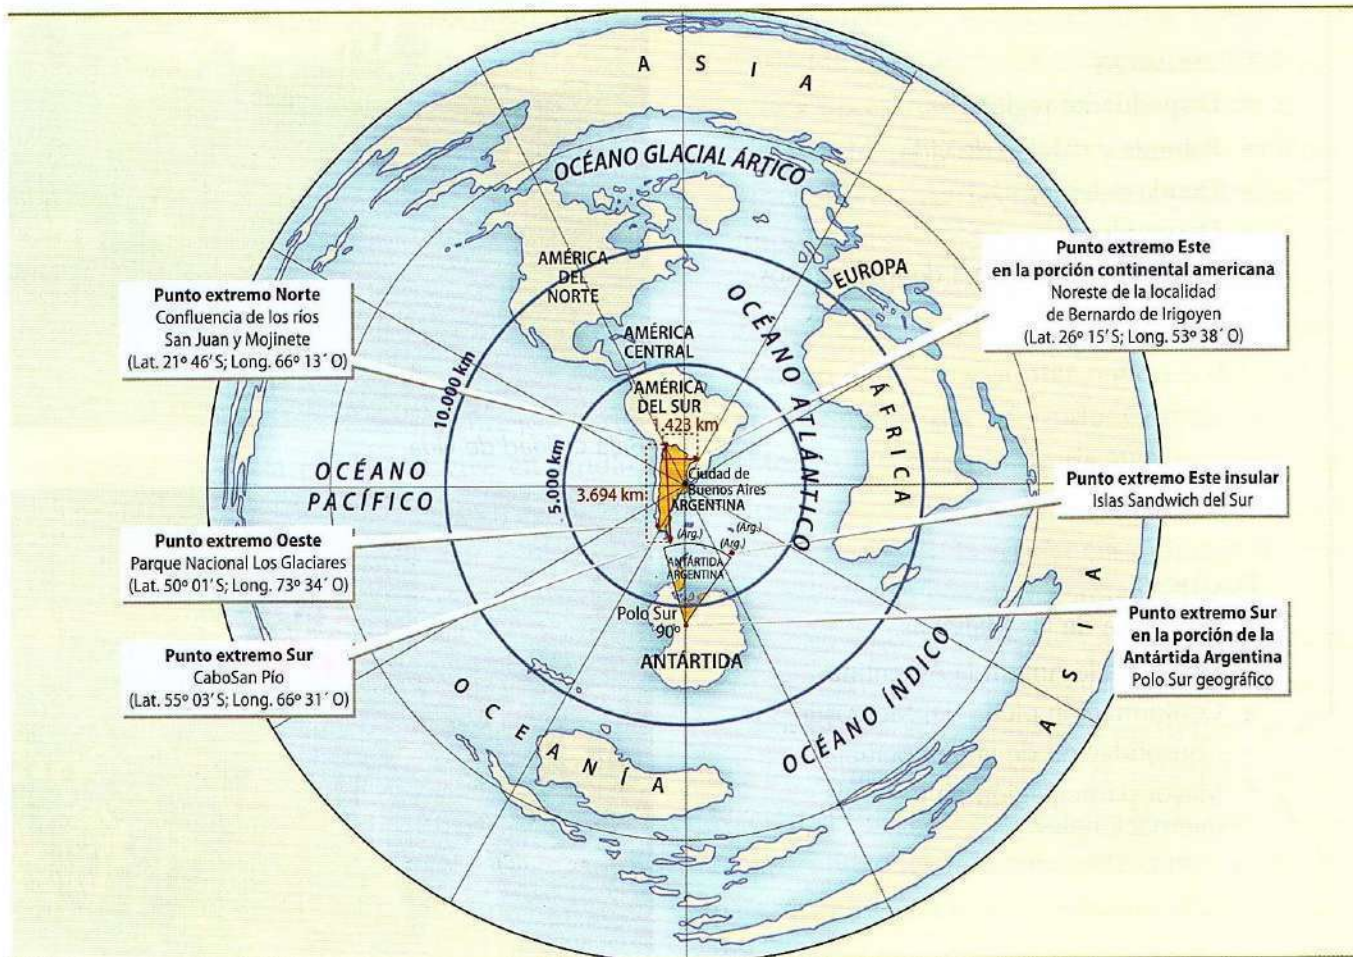 A S I A
OCÉANO GLACIAL ÁRTICO
AMÉRICA
DEL
NORTE
EUROPA
Punto extremo Este
en la porción continental americana
Noreste de la localidad
de Bernardo de Irigoyen
(Lat. 26º 15´S; Long. 53º 38´ O)
Punto extremo Norte
Confluencia de los ríos
San Juan y Mojinete
(Lat. 21º 46´S; Long. 66º 13´ O)
AMÉRICA
CENTRAL
OCÉANO ATLÁNTICO
10.000 km
AMÉRICA
DEL SUR
1.423 km
ÁFRICA
OCÉANO
PACÍFICO
5.000 km
3.694 km
Ciudad de
Buenos Aires
ARGENTINA
Punto extremo Este insular
Islas Sandwich del Sur
(Arg.)
(Arg.)
(Arg.)
Punto extremo Oeste
Parque Nacional Los Glaciares
(Lat. 50º 01´S; Long. 73º 34´ O)
ANTÁRTIDA
ARGENTINA
Polo Sur
90º
ANTÁRTIDA
Punto extremo Sur
en la porción de la
Antártida Argentina
Polo Sur geográfico
Punto extremo Sur
CaboSan Pío
(Lat. 55º 03´S; Long. 66º 31´ O)
OCEANÍA
OCÉANO ÍNDICO
A S I A